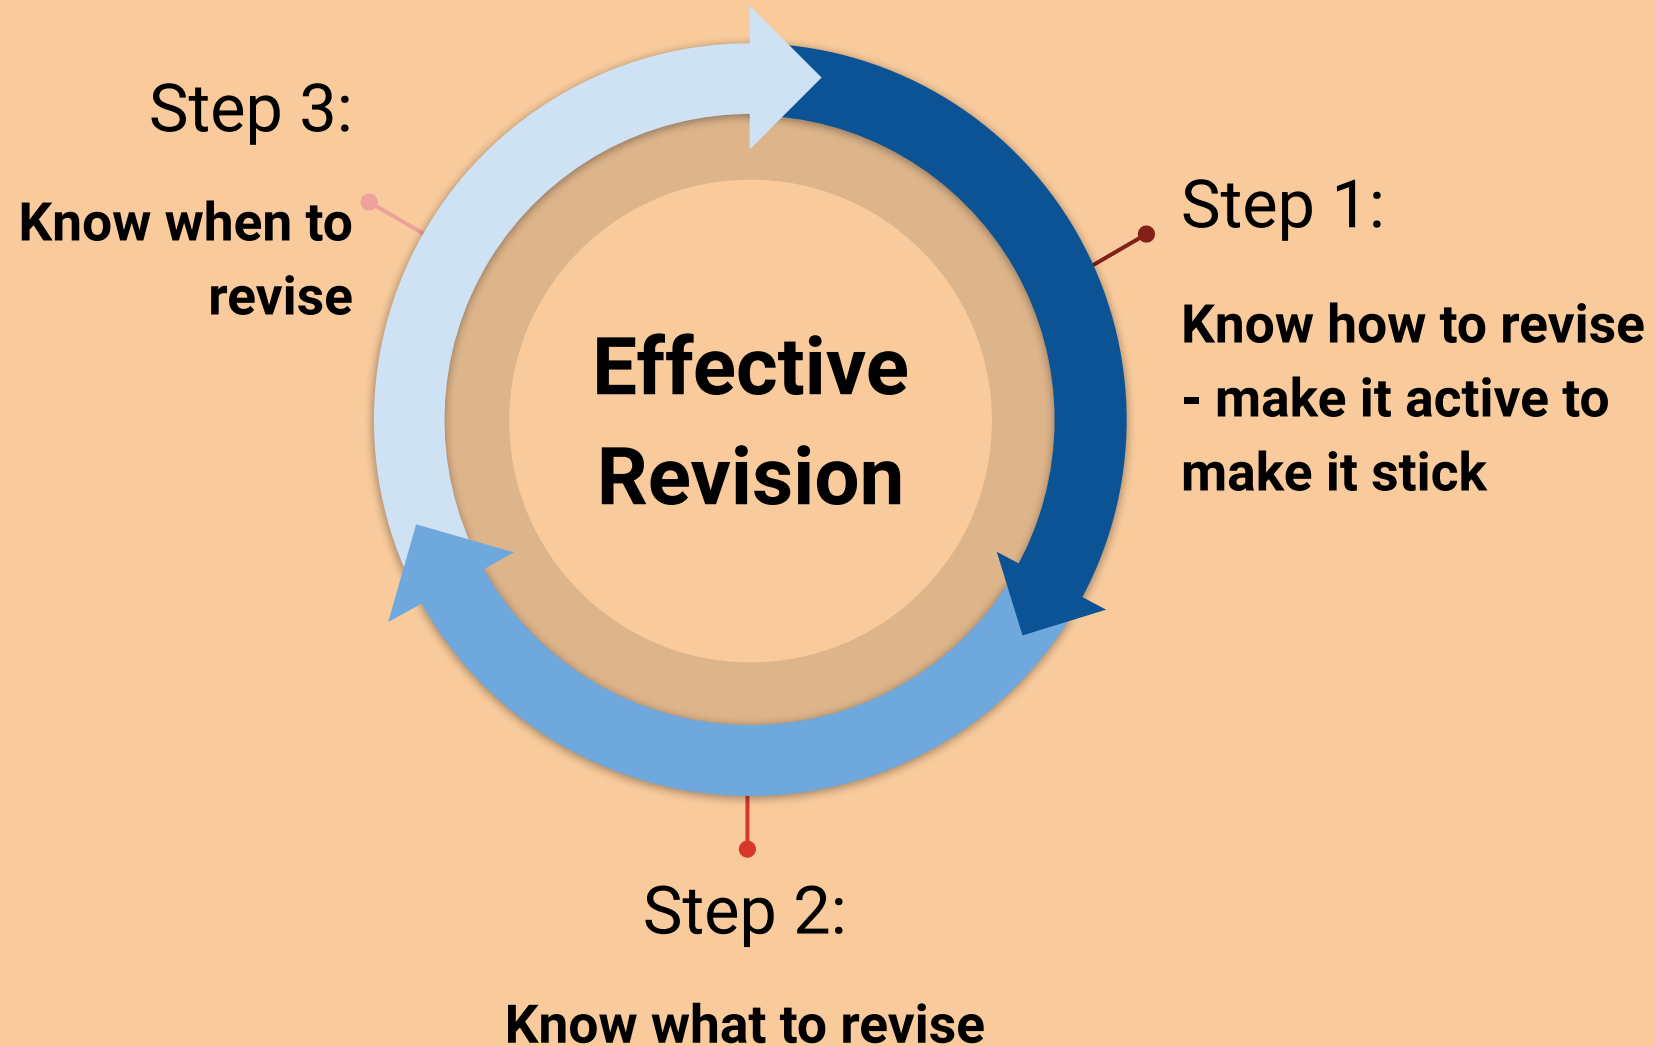 Step 3:
Know when to
revise
Step 1:
Know how to revise
- make it active to
make it stick
Effective
Revision
Step 2:
Know what to revise